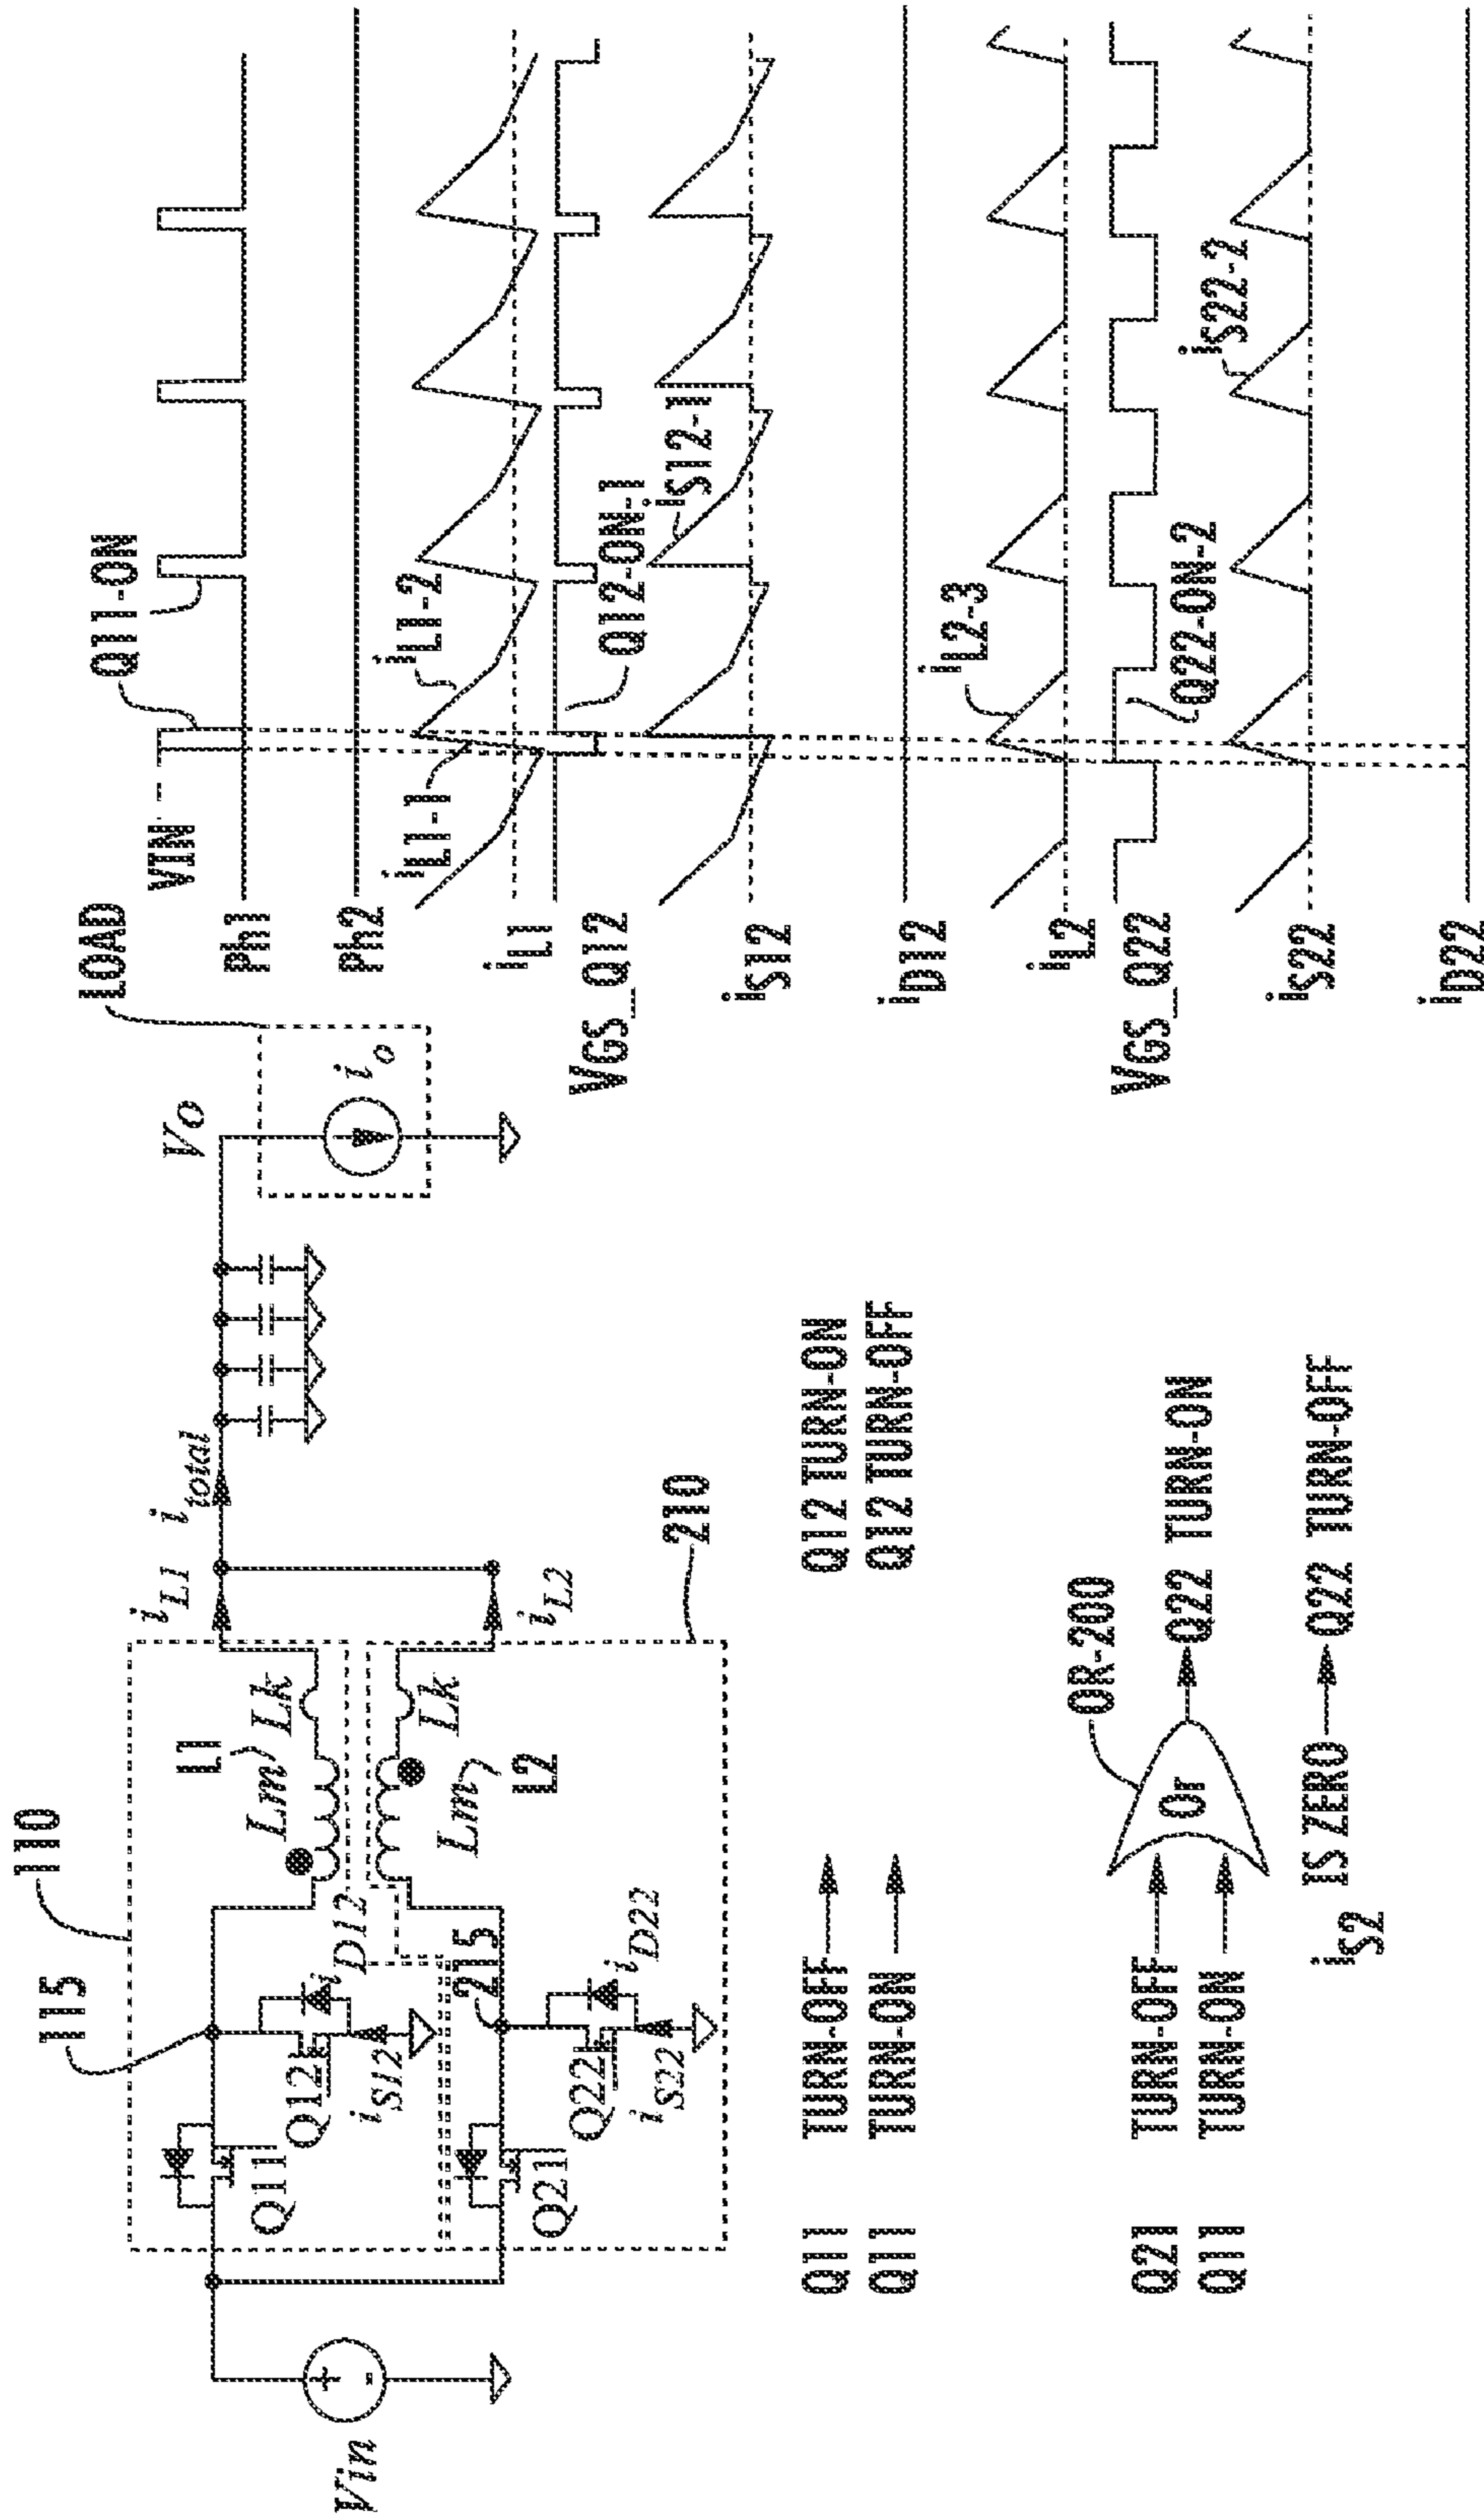 110
115
L1
Lm
Lk
iL1
itotal
Vo
LOAD
io
Vin
+
-
Q11
Q12
iS12
iD12
215
Q21
Q22
iS22
iD22
Lm
Lk
L2
iL2
210
Q11 TURN-OFF
Q12 TURN-ON
Q11 TURN-ON
Q12 TURN-OFF
Q21 TURN-OFF
Q11 TURN-ON
Or
OR-200
Q22 TURN-ON
iS2 IS ZERO
Q22 TURN-OFF
VIN
Q11-ON
Ph1
Ph2
iL1
iL1-1
iL1-2
VGS_Q12
Q12-ON-1
iS12
iS12-1
iD12
iL2
iL2-3
VGS_Q22
Q22-ON-2
iS22
iS22-2
iD22